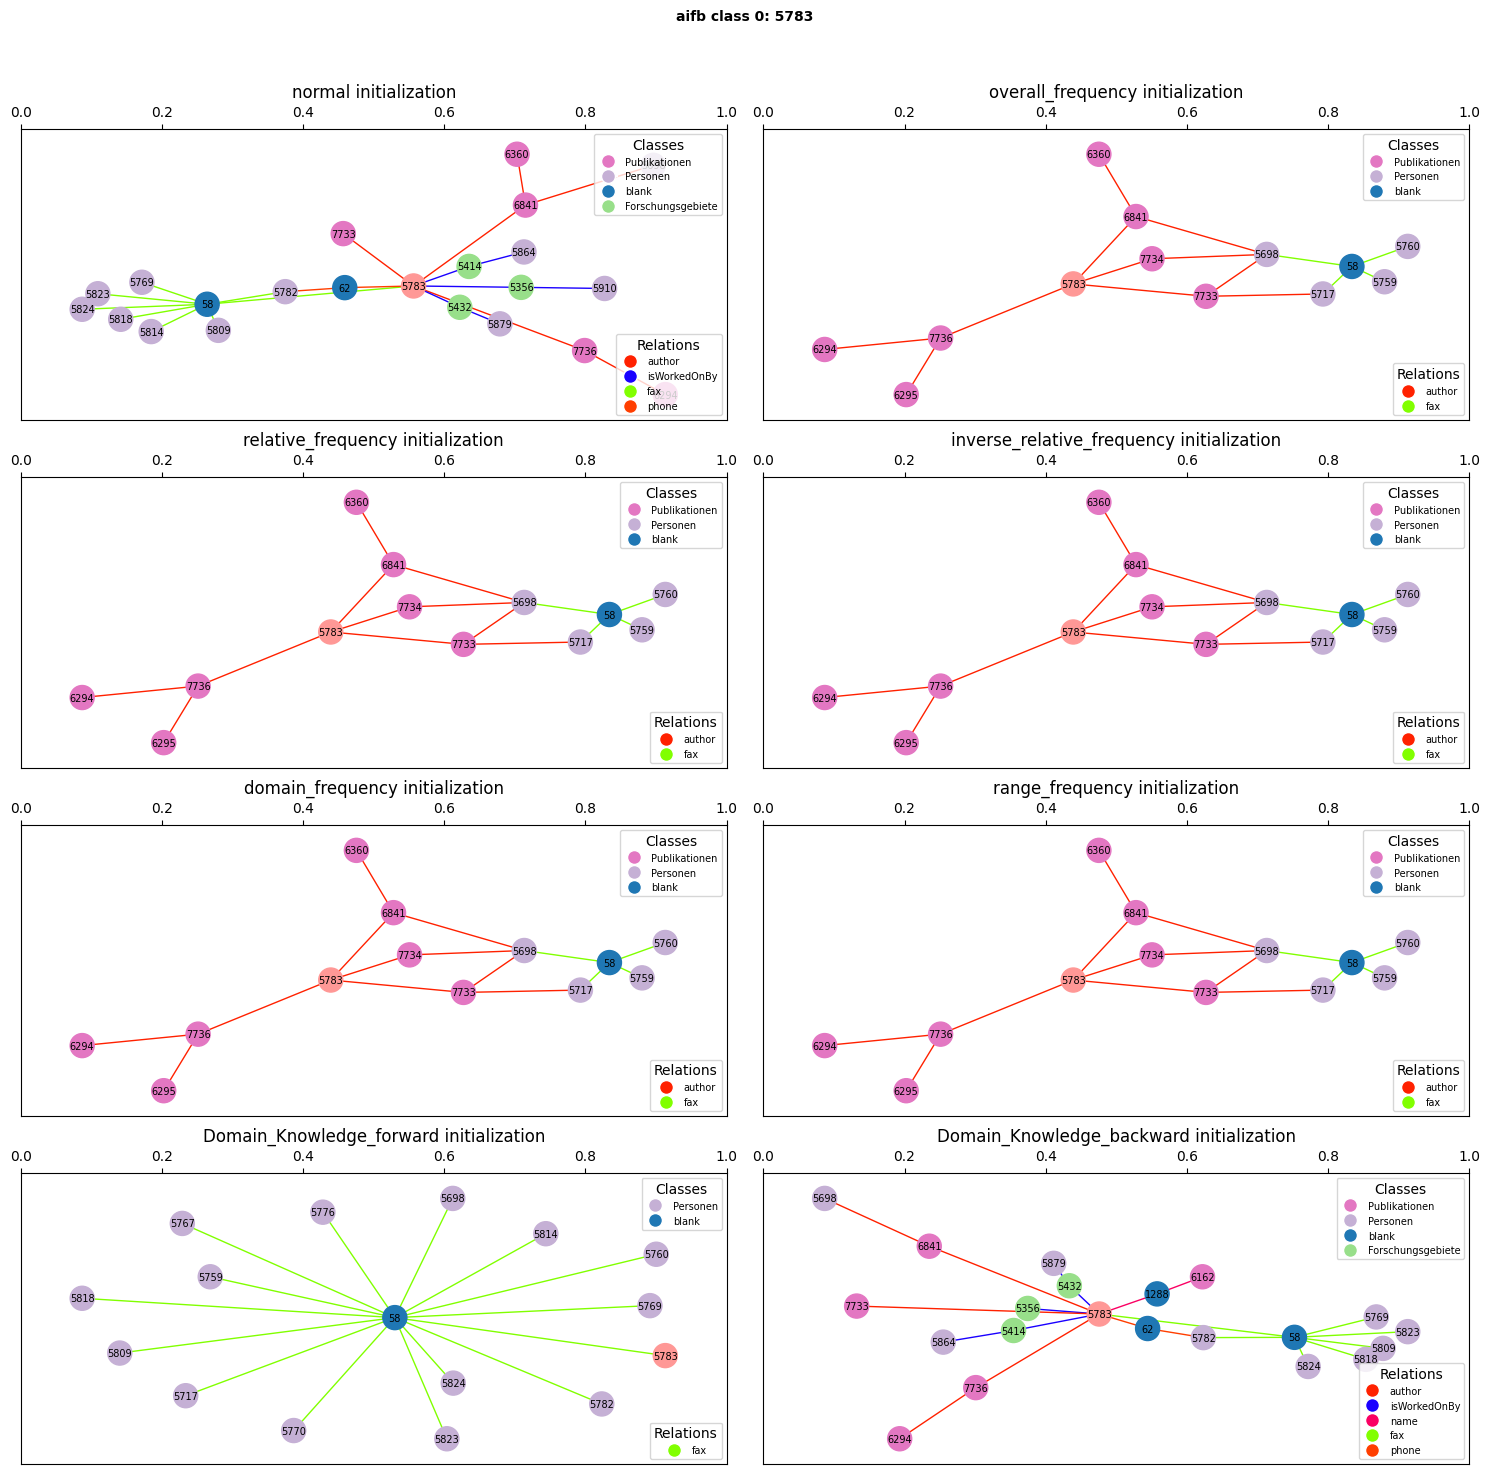 aifb class 0: 5783
normal initialization
0.0 0.2 0.4 0.6 0.8 1.0
Classes
Publikationen
Personen
blank
Forschungsgebiete
6360
6841
7733
5864
5414
5769
5823
5782
62
5783
5356
5910
5824
58
5432
5818
5814
5809
5879
7736
6294
Relations
author
isWorkedOnBy
fax
phone
overall_frequency initialization
0.0 0.2 0.4 0.6 0.8 1.0
Classes
Publikationen
Personen
blank
6360
6841
7734
5698
5760
58
5783
5759
7733
5717
7736
6294
6295
Relations
author
fax
relative_frequency initialization
0.0 0.2 0.4 0.6 0.8 1.0
Classes
Publikationen
Personen
blank
6360
6841
7734
5698
5760
58
5783
5759
7733
5717
7736
6294
6295
Relations
author
fax
inverse_relative_frequency initialization
0.0 0.2 0.4 0.6 0.8 1.0
Classes
Publikationen
Personen
blank
6360
6841
7734
5698
5760
58
5783
5759
7733
5717
7736
6294
6295
Relations
author
fax
domain_frequency initialization
0.0 0.2 0.4 0.6 0.8 1.0
Classes
Publikationen
Personen
blank
6360
6841
7734
5698
5760
58
5783
5759
7733
5717
7736
6294
6295
Relations
author
fax
range_frequency initialization
0.0 0.2 0.4 0.6 0.8 1.0
Classes
Publikationen
Personen
blank
6360
6841
7734
5698
5760
58
5783
5759
7733
5717
7736
6294
6295
Relations
author
fax
Domain_Knowledge_forward initialization
0.0 0.2 0.4 0.6 0.8 1.0
Classes
Personen
blank
5698
5776
5767
5814
5760
5759
5818
5769
58
5809
5783
5824
5717
5782
5770
5823
Relations
fax
Domain_Knowledge_backward initialization
0.0 0.2 0.4 0.6 0.8 1.0
Classes
Publikationen
Personen
blank
Forschungsgebiete
5698
6841
5879
5432
6162
1288
7733
5356
5783
5769
5414
62
5823
5864
5782
58
5809
5818
5824
7736
6294
Relations
author
isWorkedOnBy
name
fax
phone